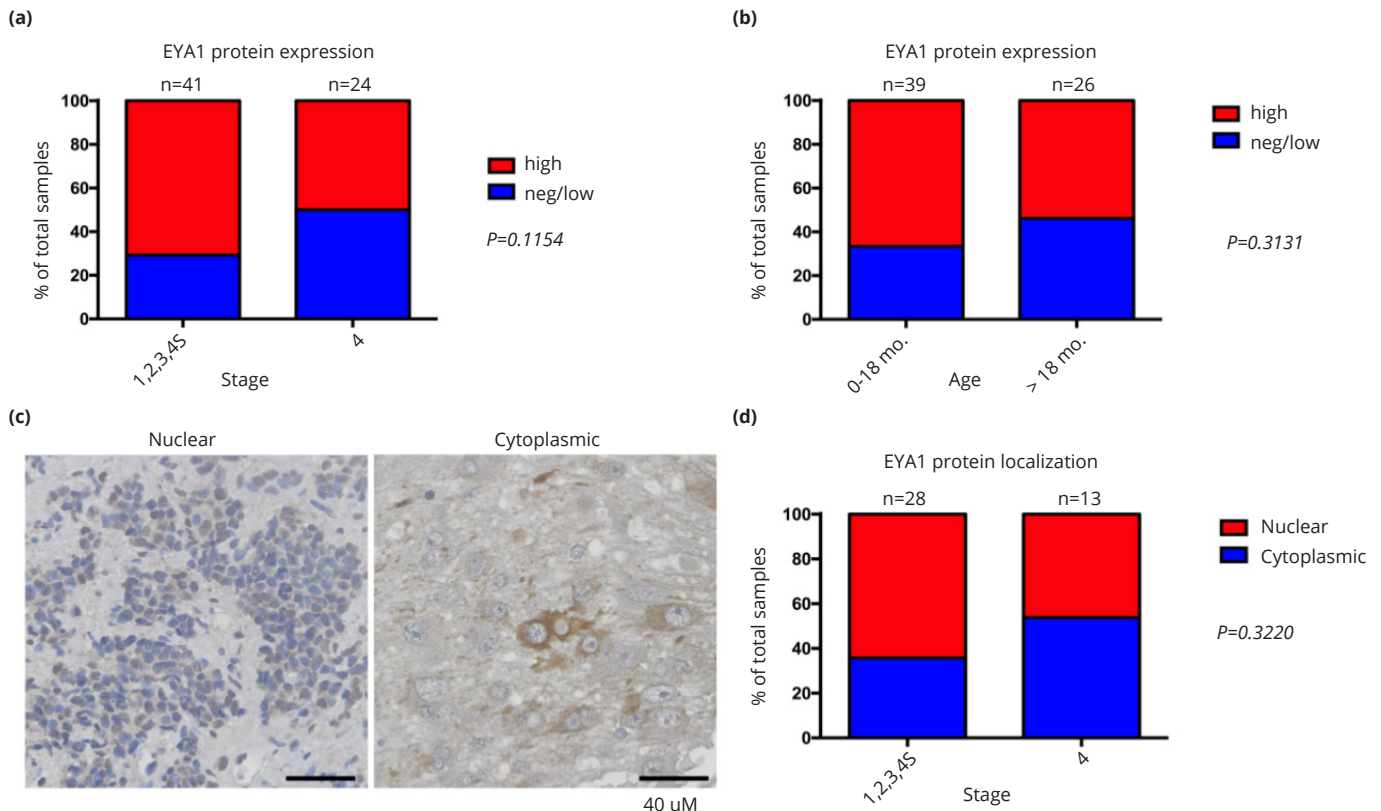 (a)
EYA1 protein expression
n=41 n=24
100
80
60
40
20
0
% of total samples
1,2,3,4S 4
Stage
high
neg/low
P=0.1154
(b)
EYA1 protein expression
n=39 n=26
100
80
60
40
20
0
% of total samples
0-18 mo. > 18 mo.
Age
high
neg/low
P=0.3131
(c)
Nuclear Cytoplasmic
40 uM
(d)
EYA1 protein localization
n=28 n=13
100
80
60
40
20
0
% of total samples
1,2,3,4S 4
Stage
Nuclear
Cytoplasmic
P=0.3220